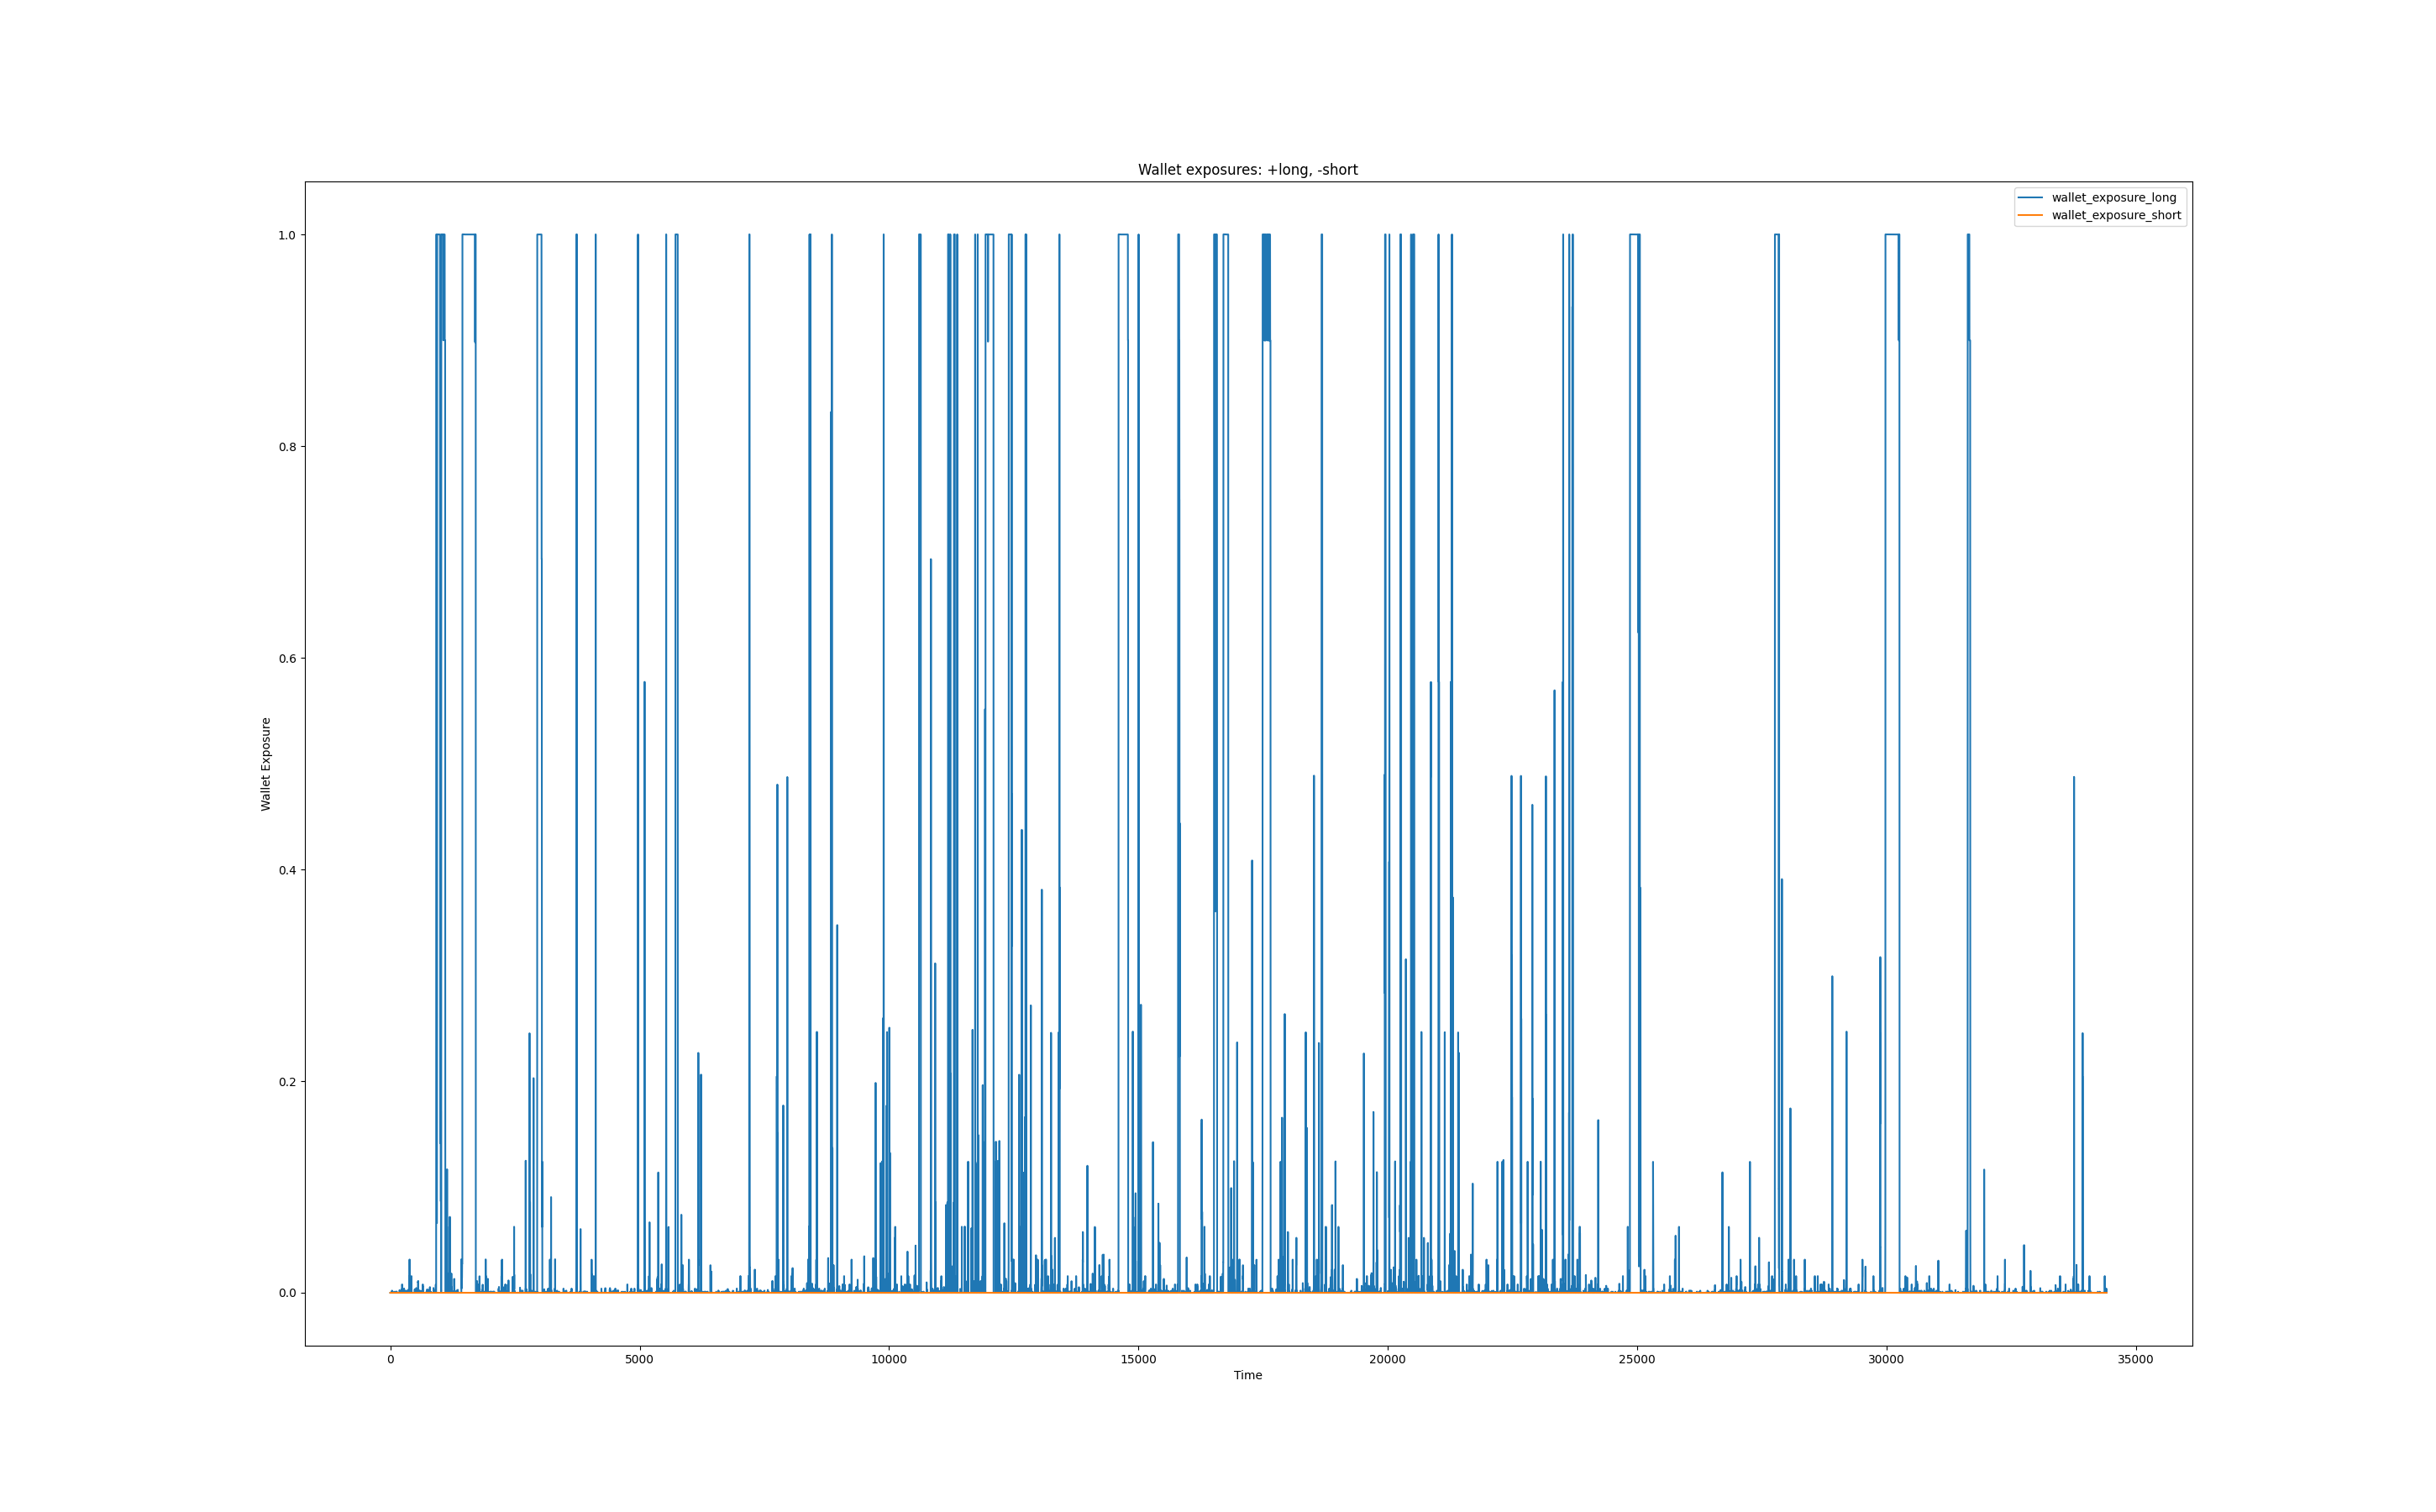 Wallet exposures: +long, -short
wallet_exposure_long
wallet_exposure_short
1.0
0.8
0.6
0.4
0.2
0.0
Wallet Exposure
0 5000 10000 15000 20000 25000 30000 35000
Time